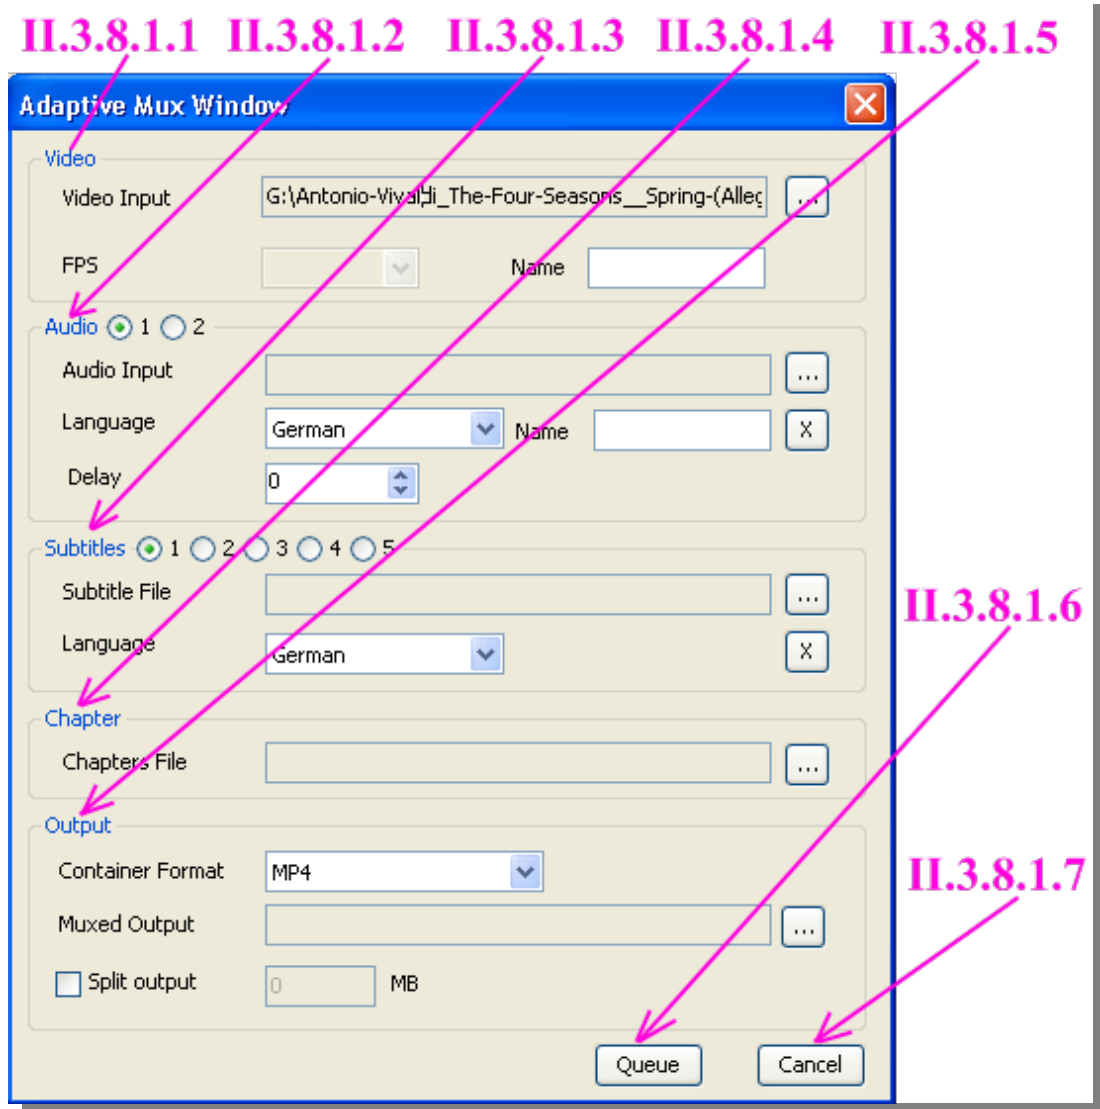 II.3.8.1.1 II.3.8.1.2 II.3.8.1.3 II.3.8.1.4 II.3.8.1.5
Adaptive Mux Window
Video
Video Input G:\Antonio-Vivaldi_The-Four-Seasons__Spring-(Alleg ...
FPS Name
Audio 1 2
Audio Input ...
Language German Name X
Delay 0
Subtitles 1 2 3 4 5
Subtitle File ...
II.3.8.1.6
Language German X
Chapter
Chapters File ...
Output
Container Format MP4
II.3.8.1.7
Muxed Output ...
Split output 0 MB
Queue Cancel